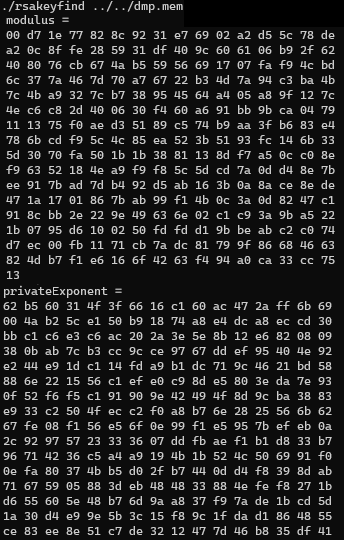 ./rsakeyfind ../../dmp.mem
modulus =
00 d7 1e 77 82 8c 92 31 e7 69 02 a2 d5 5c 78 de
2a 0c 8f fe 28 59 31 df 40 9c 60 61 06 b9 2f 62
40 80 76 cb 67 4a b5 59 56 69 17 07 fa f9 4c bd
6c 37 7a 46 7d 70 a7 67 22 b3 4d 7a 94 c3 ba 4b
7c 4b a9 32 7c b7 38 95 45 64 a4 05 a8 9f 12 7c
4e c6 c8 2d 40 06 30 f4 60 a6 91 bb 9b ca 04 79
11 13 75 f0 ae d3 51 89 c5 74 b9 aa 3f b6 83 e4
78 6b cd f9 5c 4c 85 ea 52 3b 51 93 fc 14 6b 33
5d 30 70 fa 50 1b 1b 38 81 13 8d f7 a5 0c c0 8e
f9 63 52 18 4e a9 f9 f8 5c 5d cd 7a 0d d4 8e 7b
ee 91 7b ad 7d b4 92 d5 ab 16 3b 0a 8a ce 8e de
47 1a 17 01 86 7b ab 99 f1 4b 0c 3a 0d 82 47 c1
91 8c bb 2e 22 9e 49 63 6e 02 c1 c9 3a 9b a5 22
1b 07 95 d6 10 02 50 fd fd d1 9b be ab c2 c0 74
d7 ec 00 fb 11 71 cb 7a dc 81 79 9f 86 68 46 63
82 4d b7 f1 e6 16 6f 42 63 f4 94 a0 ca 33 cc 75
13
privateExponent =
62 b5 60 31 4f 3f 66 16 c1 60 ac 47 2a ff 6b 69
00 4a b2 5c e1 50 b9 18 74 a8 e4 dc a8 ec cd 30
bb c1 c6 e3 c6 ac 20 2a 3e 5e 8b 12 e6 82 08 09
38 0b ab 7c b3 cc 9c ce 97 67 dd ef 95 40 4e 92
e2 44 e9 1d c1 14 fd a9 b1 dc 71 9c 46 21 bd 58
88 6e 22 15 56 c1 ef e0 c9 8d e5 80 3e da 7e 93
0f 52 f6 f5 c1 91 90 9e 42 49 4f 8d 9c ba 38 83
e9 33 c2 50 4f ec c2 f0 a8 b7 6e 28 25 56 6b 62
67 fe 08 f1 56 e5 6f 0e 99 f1 e5 95 7b ef eb 0a
2c 92 97 57 23 33 36 07 dd fb ae f1 b1 d8 33 b7
96 71 42 36 c5 a4 a9 19 4b 1b 52 4c 50 69 91 f0
0e fa 80 37 4b b5 d0 2f b7 44 0d d4 f8 39 8d ab
71 67 59 05 88 3d eb 48 48 33 88 4e fe f8 27 1b
d6 55 60 5e 48 b7 6d 9a a8 37 f9 7a de 1b cd 5d
1a 30 d4 e9 9e 5b 3c 15 f8 9c 1f da d1 86 48 55
ce 83 ee 8e 51 c7 de 32 12 47 7d 46 b8 35 df 41